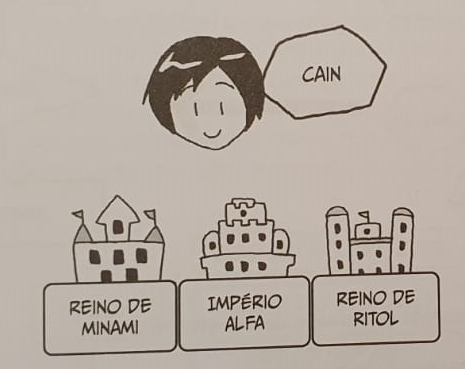 CAIN
REINO DE
MINAMI
IMPÉRIO
ALFA
REINO DE
RITOL